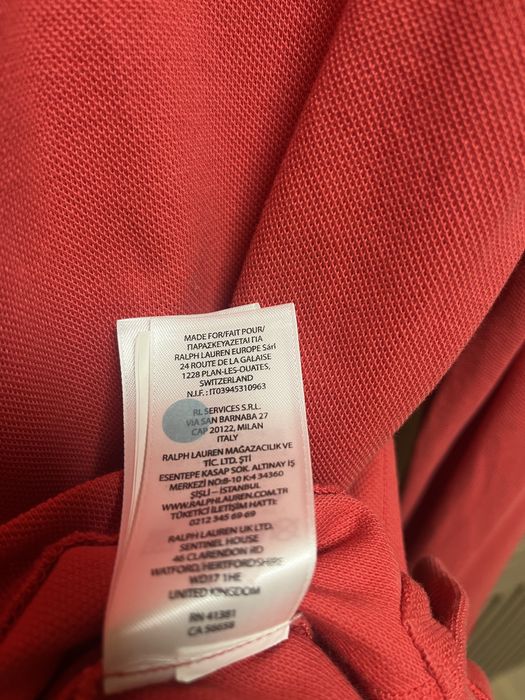 MADE FOR/FAIT POUR/
ΠΑΡΑΣΚΕΥΑΖΕΤΑΙ ΓΙΑ
RALPH LAUREN EUROPE Sárl
24 ROUTE DE LA GALAISE
1228 PLAN-LES-OUATES,
SWITZERLAND
N.I.F. : IT03945310963
RL SERVICES S.R.L.
VIA SAN BARNABA 27
CAP 20122, MILAN
ITALY
RALPH LAUREN MAĞAZACILIK VE
TİC. LTD. ŞTİ
ESENTEPE KASAP SOK. ALTINAY İŞ
MERKEZİ NO:8-10 K:4 34360
ŞİŞLİ – İSTANBUL
WWW.RALPHLAUREN.COM.TR
TÜKETİCİ İLETİŞİM HATTI:
0212 345 69 69
RALPH LAUREN UK LTD.
SENTINEL HOUSE
46 CLARENDON RD
WATFORD, HERTFORDSHIRE
WD17 1HE
UNITED KINGDOM
RN 41381
CA 56658